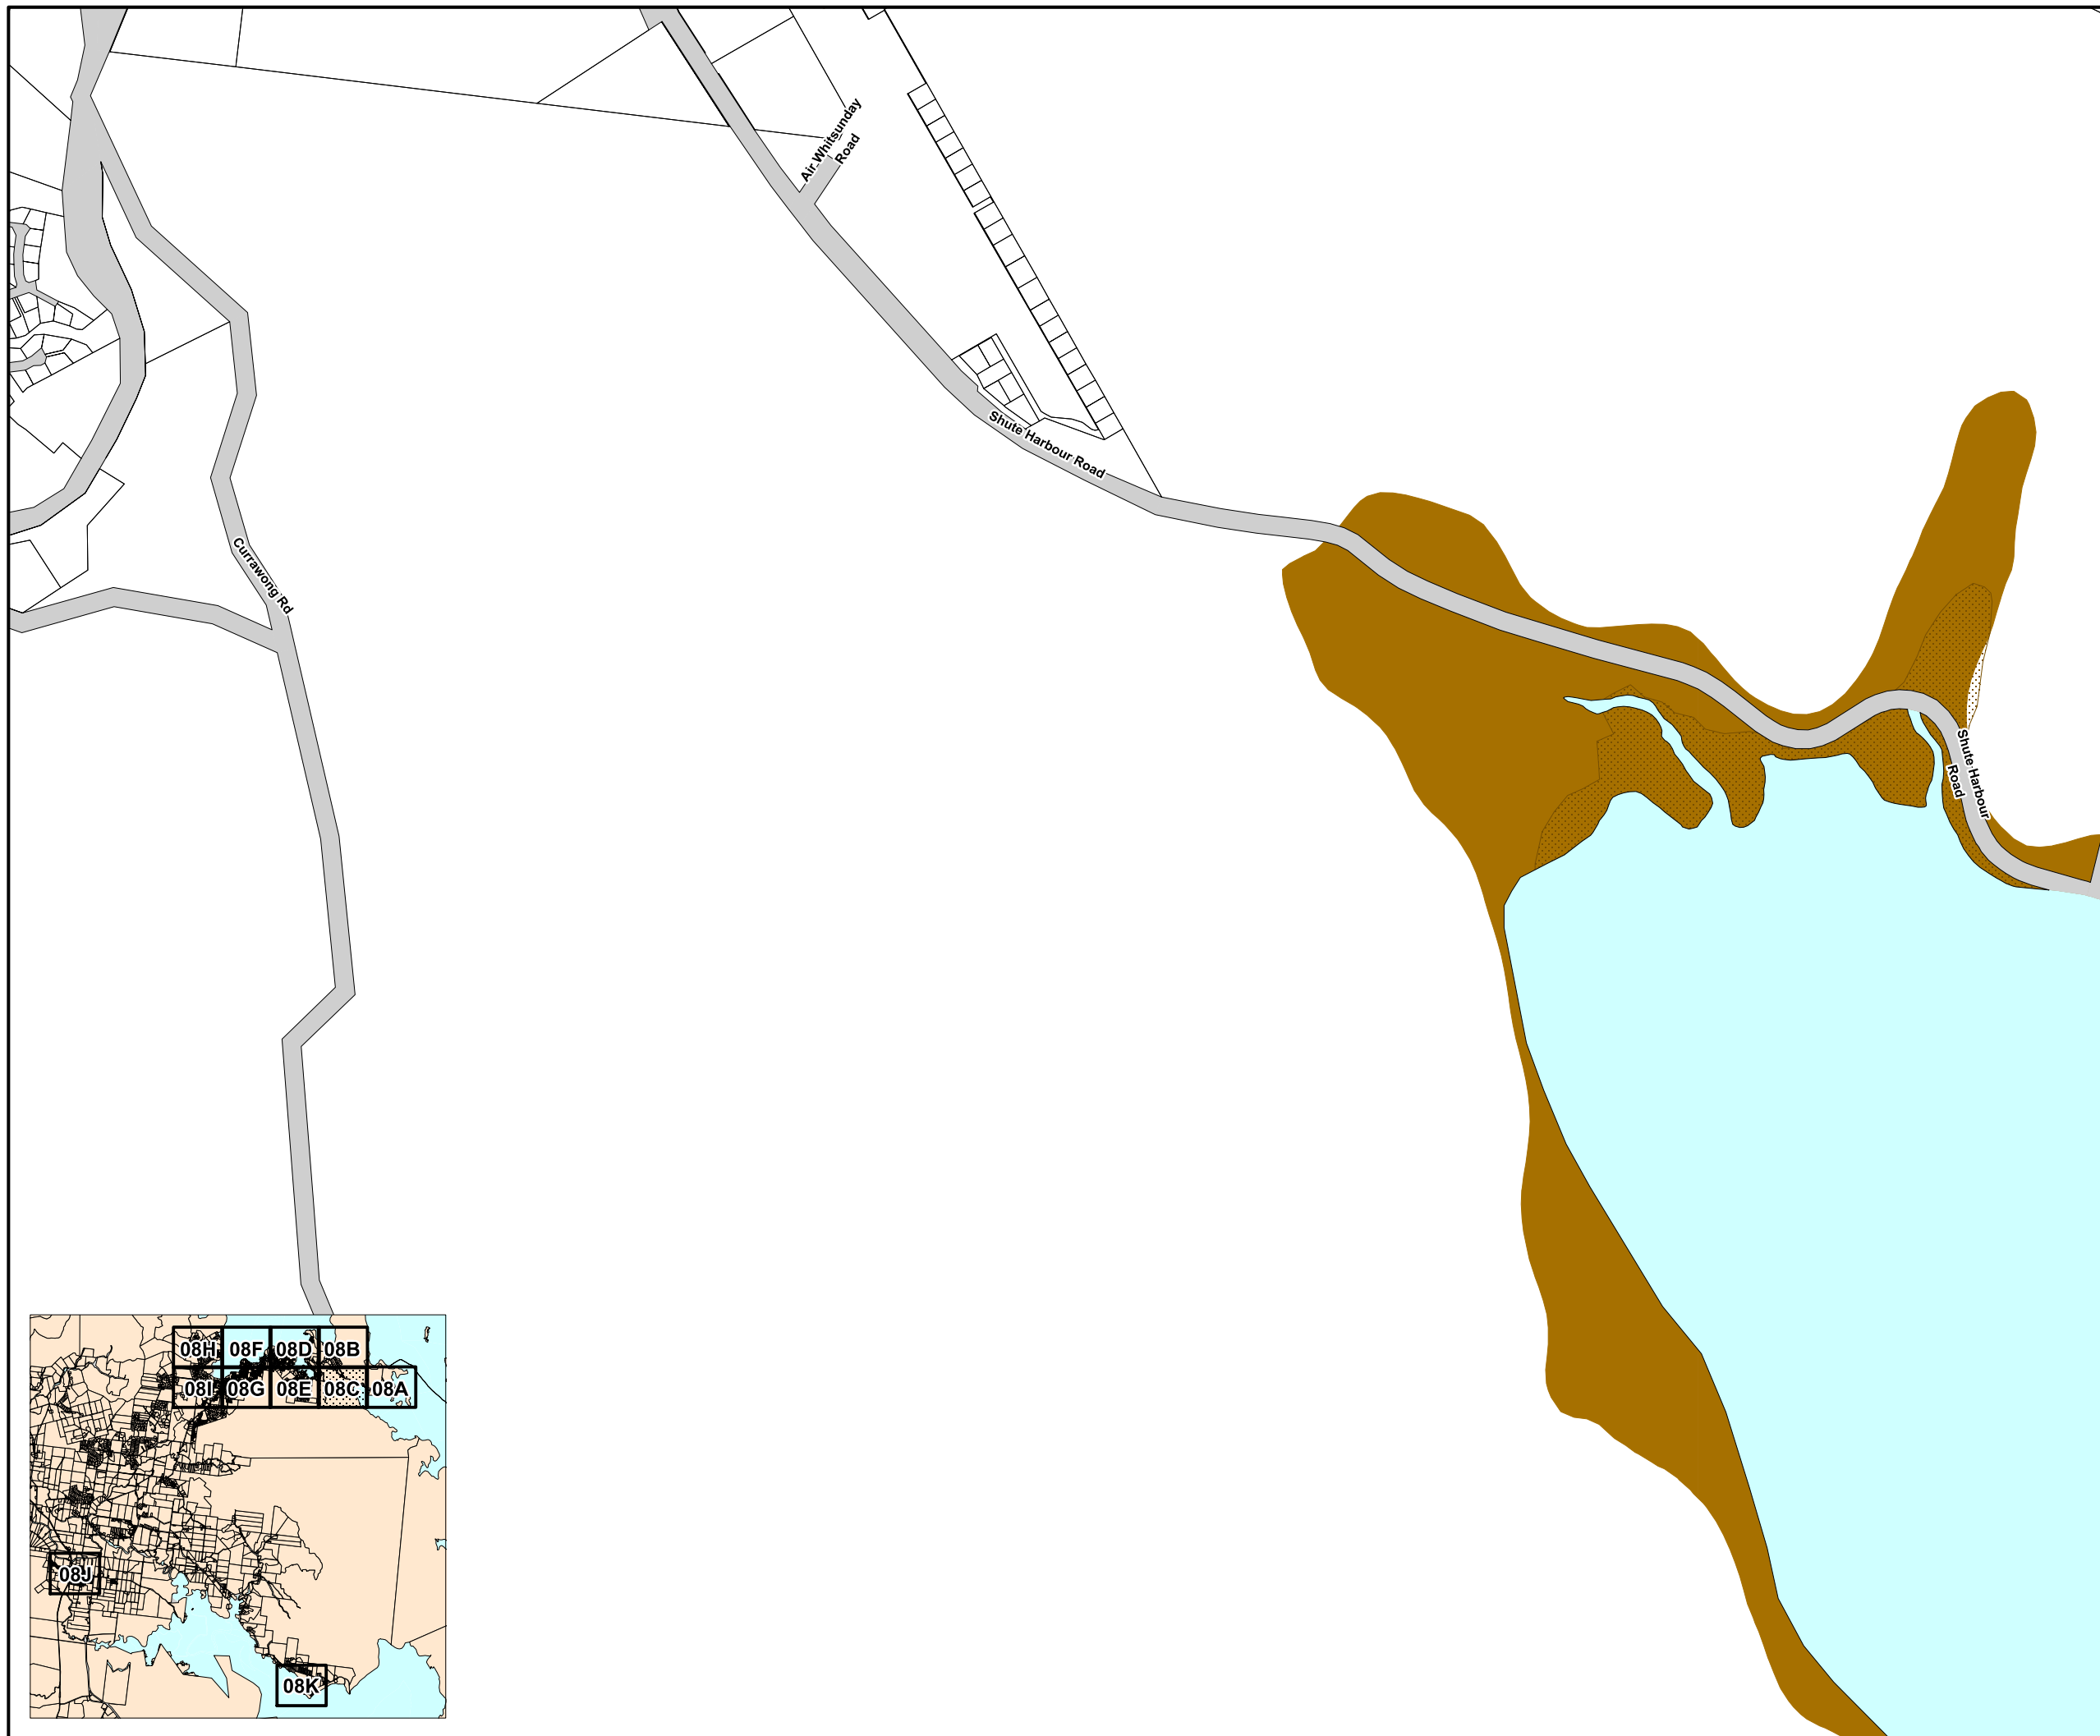 Air Whitsunday
Road
Shute Harbour Road
Currawong Rd
Shute Harbour
Road
08H
08F
08D
08B
08I
08G
08E
08C
08A
08J
08K